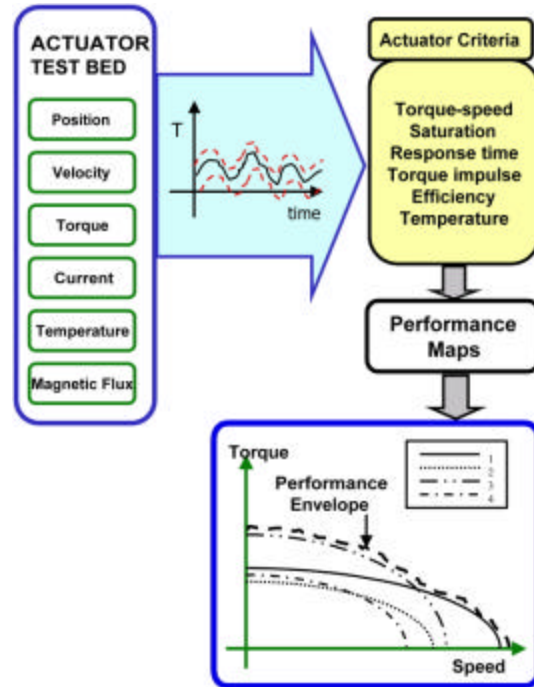 ACTUATOR
TEST BED
Position
Velocity
Torque
Current
Temperature
Magnetic Flux
T
time
Actuator Criteria
Torque-speed
Saturation
Response time
Torque impulse
Efficiency
Temperature
Performance
Maps
Torque
Performance
Envelope
1
2
3
4
Speed